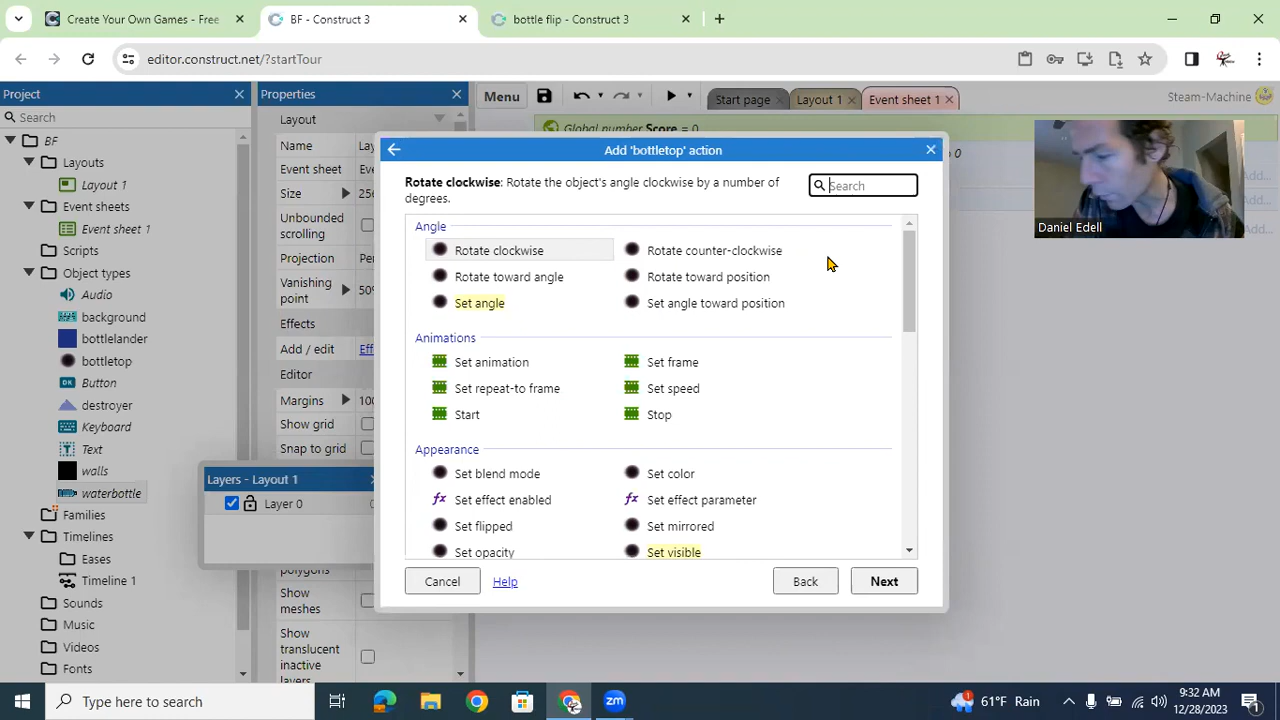 Create Your Own Games - Free
BF - Construct 3
bottle flip - Construct 3
editor.construct.net/?startTour
Project
Properties
Menu
Start page
Layout 1
Event sheet 1
Steam-Machine
Search
Layout
Global number Score = 0
BF
Name
Lay
Layouts
Event sheet
Eve
Layout 1
Size
256
Event sheets
Unbounded
scrolling
Event sheet 1
Scripts
Projection
Per
Object types
Vanishing
point
50%
Audio
background
Effects
bottlelander
Add / edit
Eff
bottletop
Editor
Button
Margins
100
destroyer
Show grid
Keyboard
Snap to grid
Text
walls
waterbottle
Families
Timelines
Eases
Timeline 1
Sounds
Music
Videos
Fonts
Layers - Layout 1
Layer 0
polygons
Show
meshes
Show
translucent
inactive
layers
Add 'bottletop' action
Rotate clockwise: Rotate the object's angle clockwise by a number of
degrees.
Search
Angle
Rotate clockwise
Rotate counter-clockwise
Rotate toward angle
Rotate toward position
Set angle
Set angle toward position
Animations
Set animation
Set frame
Set repeat-to frame
Set speed
Start
Stop
Appearance
Set blend mode
Set color
Set effect enabled
Set effect parameter
Set flipped
Set mirrored
Set opacity
Set visible
Cancel
Help
Back
Next
Daniel Edell
Type here to search
zm
61°F Rain
9:32 AM
12/28/2023